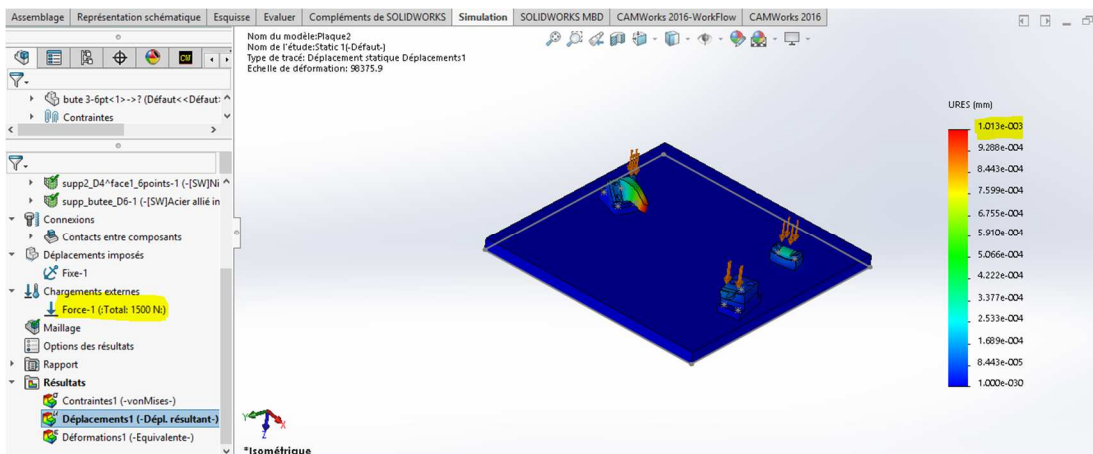 Assemblage Représentation schématique Esquisse Evaluer Compléments de SOLIDWORKS Simulation SOLIDWORKS MBD CAMWorks 2016-WorkFlow CAMWorks 2016
bute 3-6pt<1>->? (Défaut<<Défaut:
Contraintes
supp2_D4^face1_6points-1 (-[SW]Ni
supp_butee_D6-1 (-[SW]Acier allié in
Connexions
Contacts entre composants
Déplacements imposés
Fixe-1
Chargements externes
Force-1 (:Total: 1500 N:)
Maillage
Options des résultats
Rapport
Résultats
Contraintes1 (-vonMises-)
Déplacements1 (-Dépl. résultant-)
Déformations1 (-Equivalente-)
Nom du modèle:Plaque2
Nom de l'étude:Static 1(-Défaut-)
Type de tracé: Déplacement statique Déplacements1
Echelle de déformation: 98375.9
URES (mm)
1.013e-003
9.288e-004
8.443e-004
7.599e-004
6.755e-004
5.910e-004
5.066e-004
4.222e-004
3.377e-004
2.533e-004
1.689e-004
8.443e-005
1.000e-030
Y
X
Z
*Isométrique